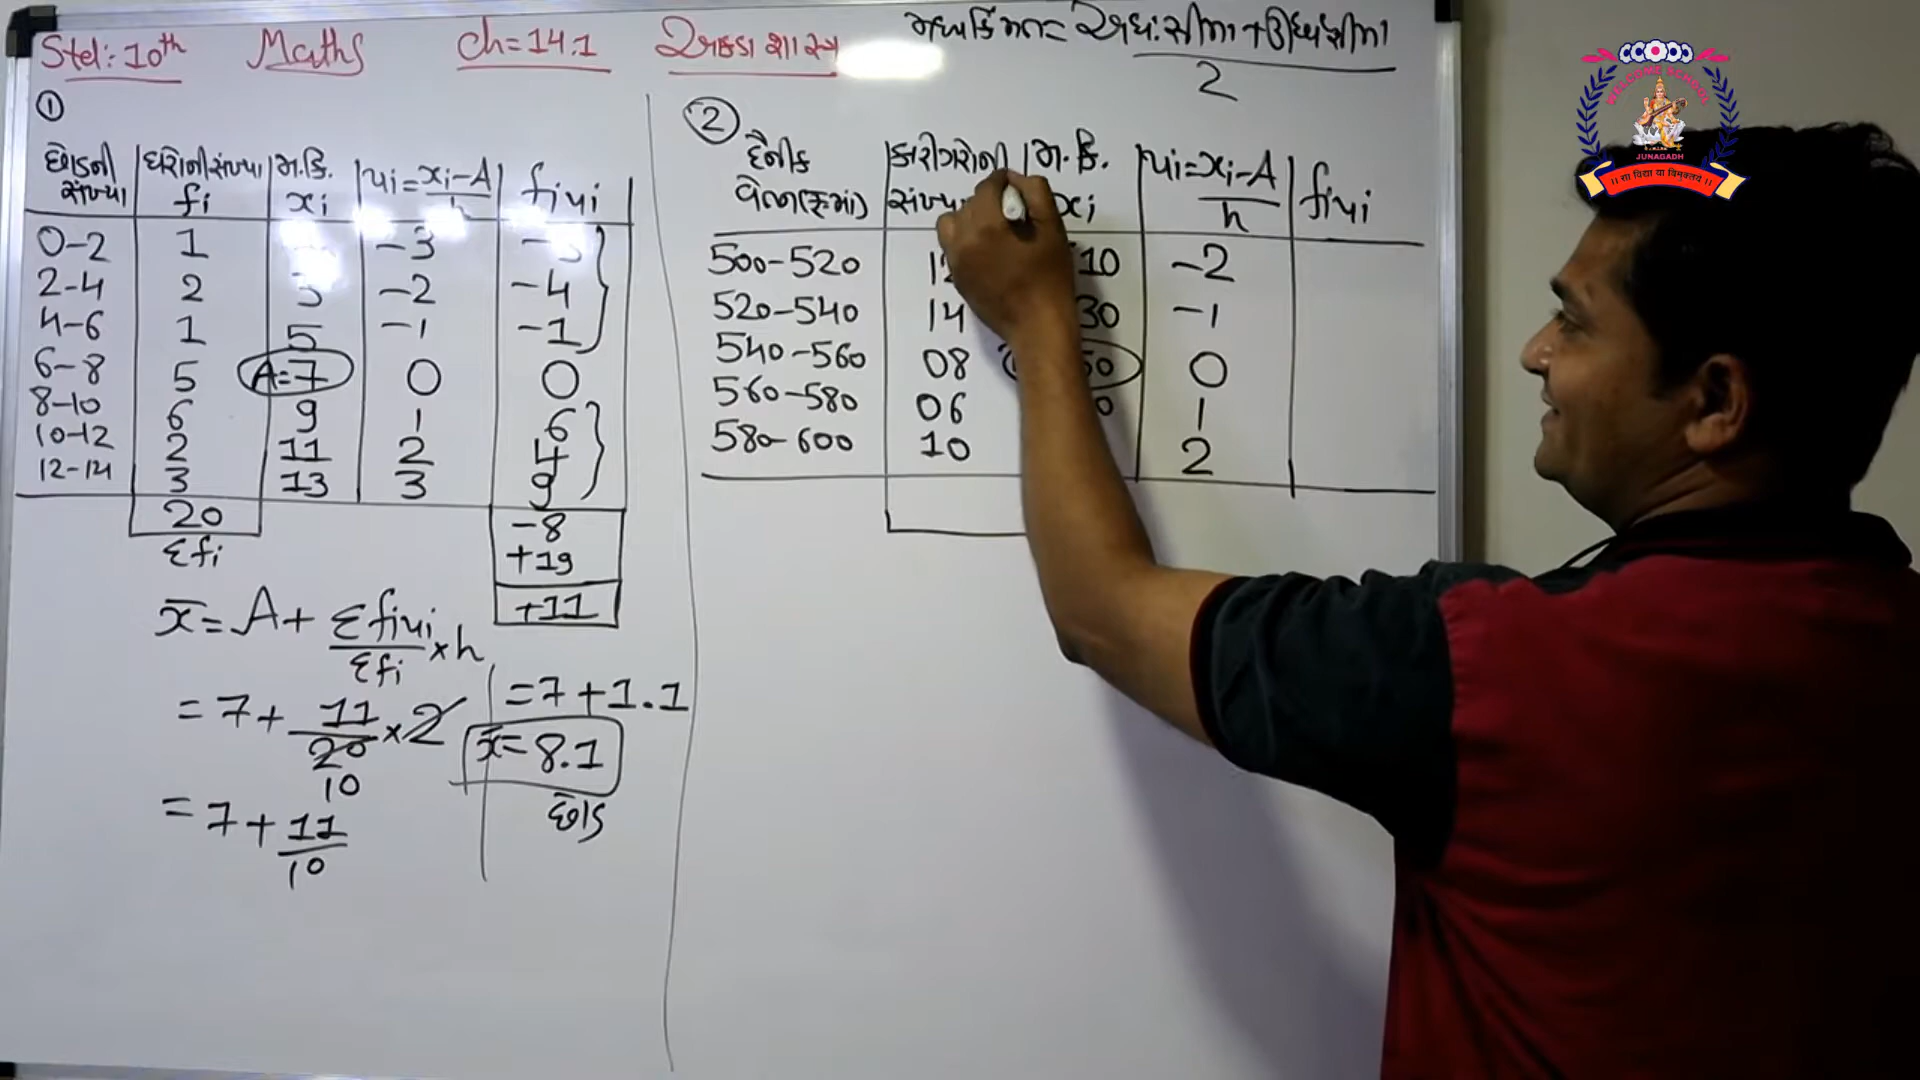 Std:10th Maths Ch=14.1 આંકડાશાસ્ત્ર
મધ્યકિંમત= અધ:સીમા+ઊર્ધ્વસીમા
2
①
છોડની સંખ્યા ઘરોની સંખ્યા fi મ.કિ. xi ui=xi-A/h fiui
0-2 1 -3
2-4 2 3 -2 -4
4-6 1 5 -1 -1
6-8 5 A=7 0 0
8-10 6 9 1 6
10-12 2 11 2 4
12-14 3 13 3 9
20 -8
Σfi +19
+11
x̄=A+ Σfiui/Σfi ×h
=7+ 11/20 ×2
10
=7+11/10
=7+1.1
x̄=8.1
છોડ
②
દૈનીક વેતન(રૂમાં) કારીગરોની મ.કિ. xi ui=xi-A/h fiui
500-520 -2
520-540 14 -1
540-560 08 0
560-580 06 1
580-600 10 2
WELCOME SCHOOL
JUNAGADH
॥ सा विद्या या विमुक्तये ॥